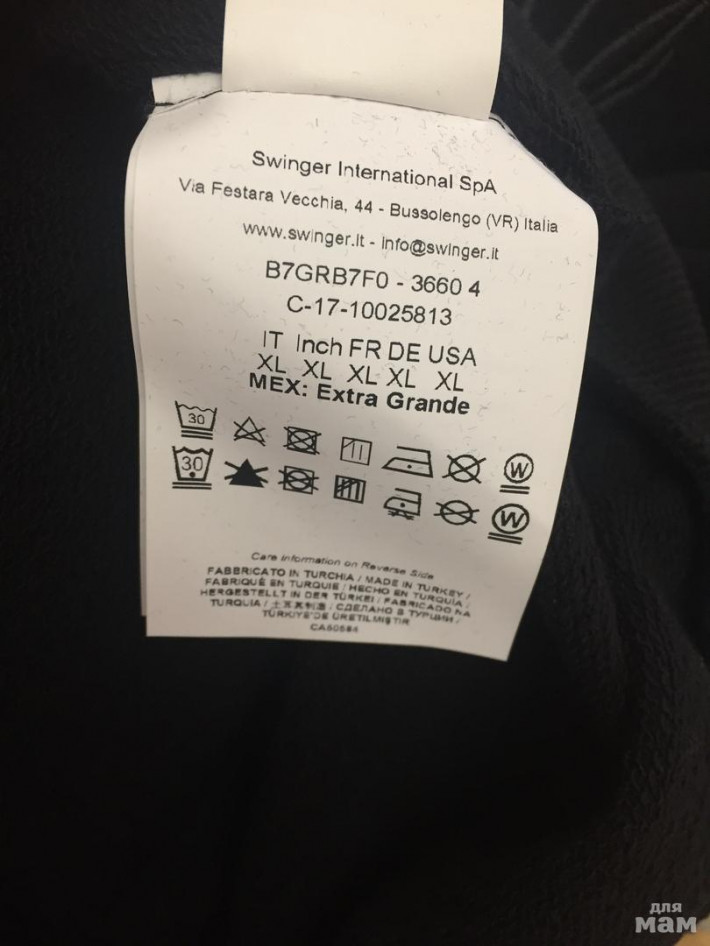 Swinger International SpA
Via Festara Vecchia, 44 - Bussolengo (VR) Italia
www.swinger.it - info@swinger.it
B7GRB7F0 - 3660 4
C-17-10025813
IT Inch FR DE USA
XL XL XL XL XL
MEX: Extra Grande
30
W
30
W
Care Information on Reverse Side
FABBRICATO IN TURCHIA / MADE IN TURKEY /
FABRIQUÉ EN TURQUIE / HECHO EN TURQUIA /
HERGESTELLT IN DER TÜRKEI / FABRICADO NA
TURQUIA / 土耳其制造 / СДЕЛАНО В ТУРЦИИ /
TÜRKIYE'DE ÜRETILMIŞTIR
CA50584
для
мам